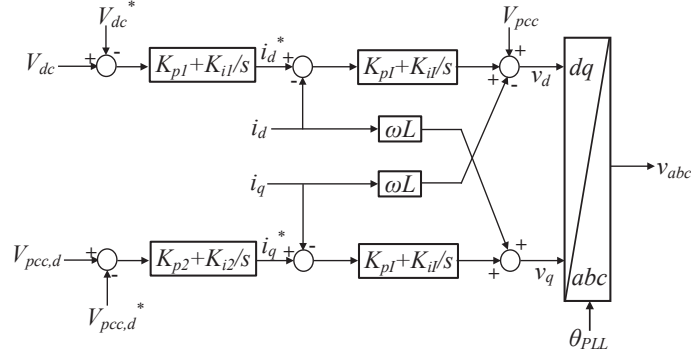 V_dc^*
V_pcc
V_dc + - K_p1+K_i1/s i_d^* + - K_pI+K_iI/s + + - v_d dq
i_d ωL
v_abc
i_q ωL
V_pcc,d + - K_p2+K_i2/s i_q^* + - K_pI+K_iI/s + + v_q abc
V_pcc,d^*
θ_PLL